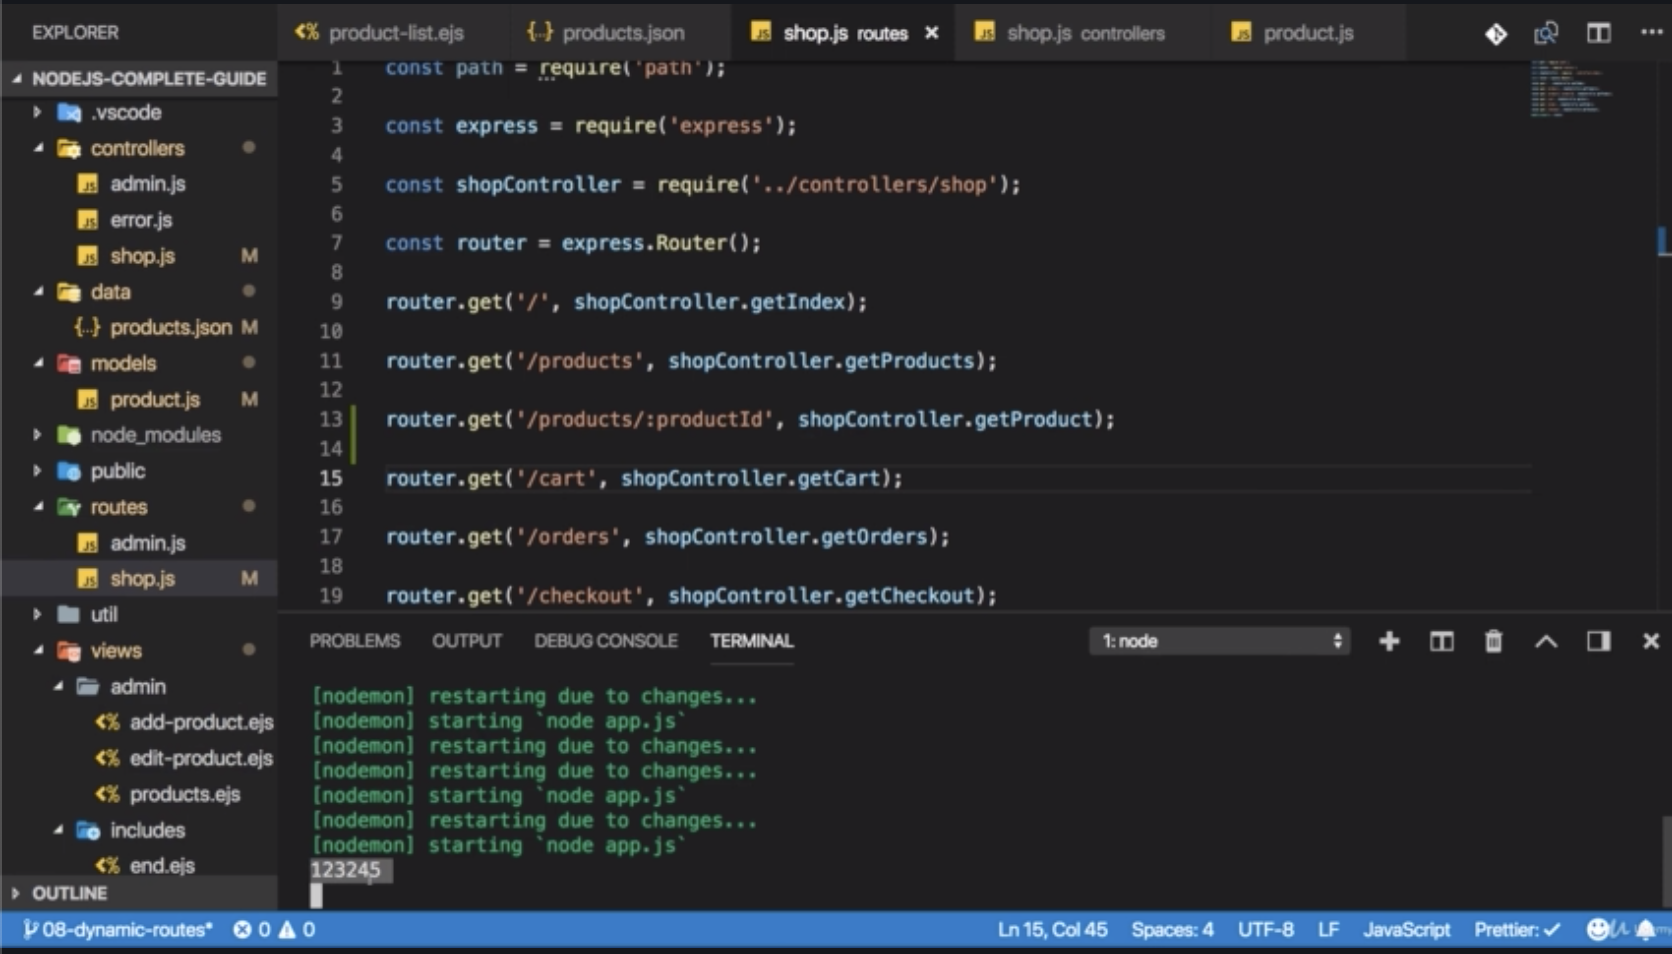 EXPLORER
NODEJS-COMPLETE-GUIDE
.vscode
controllers
admin.js
error.js
shop.js M
data
{..} products.json M
models
product.js M
node_modules
public
routes
admin.js
shop.js M
util
views
admin
<% add-product.ejs
<% edit-product.ejs
<% products.ejs
includes
<% end.ejs
OUTLINE
<% product-list.ejs
{..} products.json
JS shop.js routes ×
JS shop.js controllers
JS product.js
1 const path = require('path');
2
3 const express = require('express');
4
5 const shopController = require('../controllers/shop');
6
7 const router = express.Router();
8
9 router.get('/', shopController.getIndex);
10
11 router.get('/products', shopController.getProducts);
12
13 router.get('/products/:productId', shopController.getProduct);
14
15 router.get('/cart', shopController.getCart);
16
17 router.get('/orders', shopController.getOrders);
18
19 router.get('/checkout', shopController.getCheckout);
PROBLEMS OUTPUT DEBUG CONSOLE TERMINAL 1: node
[nodemon] restarting due to changes...
[nodemon] starting `node app.js`
[nodemon] restarting due to changes...
[nodemon] restarting due to changes...
[nodemon] starting `node app.js`
[nodemon] restarting due to changes...
[nodemon] starting `node app.js`
123245
08-dynamic-routes* 0 0 Ln 15, Col 45 Spaces: 4 UTF-8 LF JavaScript Prettier: ✓